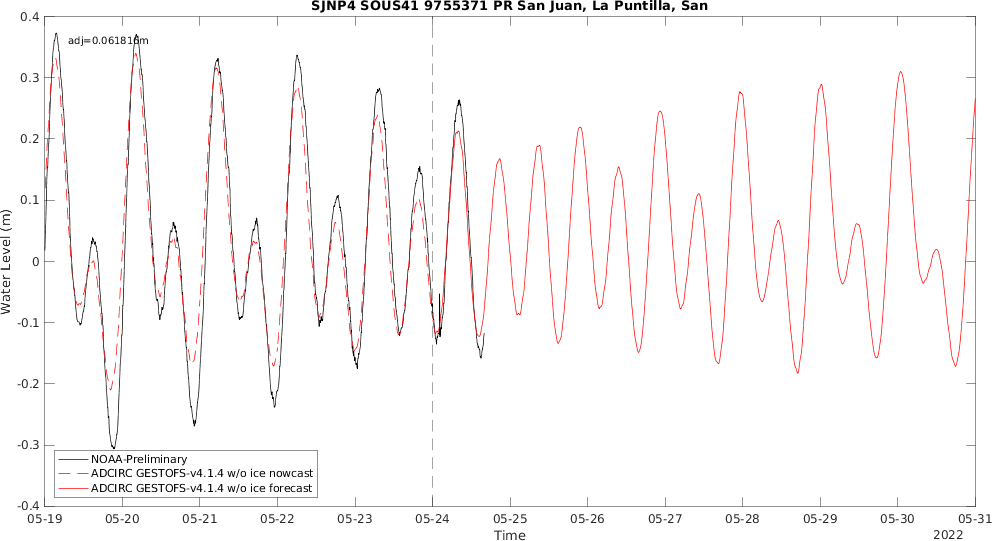 SJNP4 SOUS41 9755371 PR San Juan, La Puntilla, San
adj=0.061816m
0.4
0.3
0.2
0.1
0
-0.1
-0.2
-0.3
-0.4
Water Level (m)
NOAA-Preliminary
ADCIRC GESTOFS-v4.1.4 w/o ice nowcast
ADCIRC GESTOFS-v4.1.4 w/o ice forecast
05-19 05-20 05-21 05-22 05-23 05-24 05-25 05-26 05-27 05-28 05-29 05-30 05-31
Time
2022